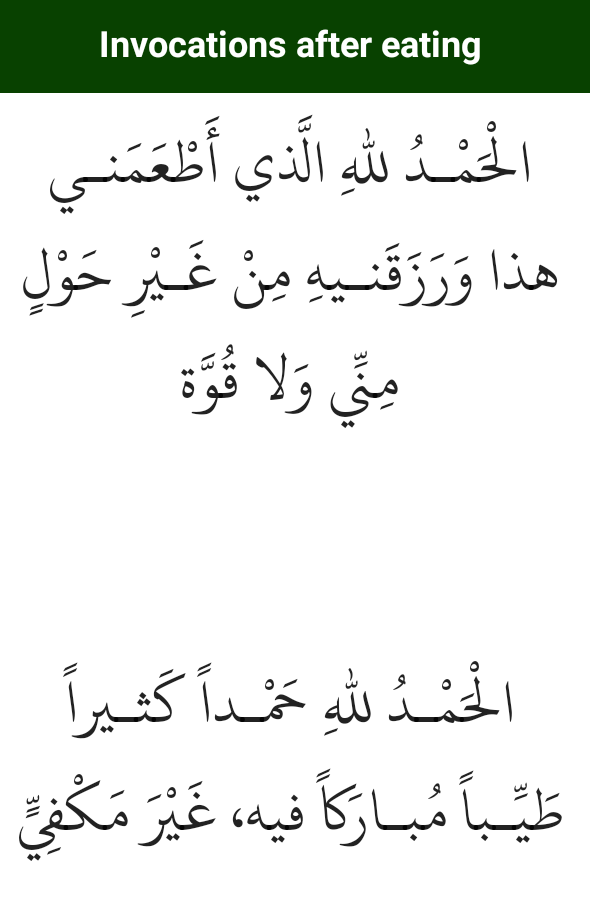 Invocations after eating
الْحَمْـدُ للهِ الَّذي أَطْعَمَنـي
هذا وَرَزَقَنـيهِ مِنْ غَـيْرِ حَوْلٍ
مِنِّي وَلا قُوَّة
الْحَمْـدُ للهِ حَمْـداً كَثـيراً
طَيِّـباً مُبـارَكاً فيه، غَيْرَ مَكْفِيٍّ